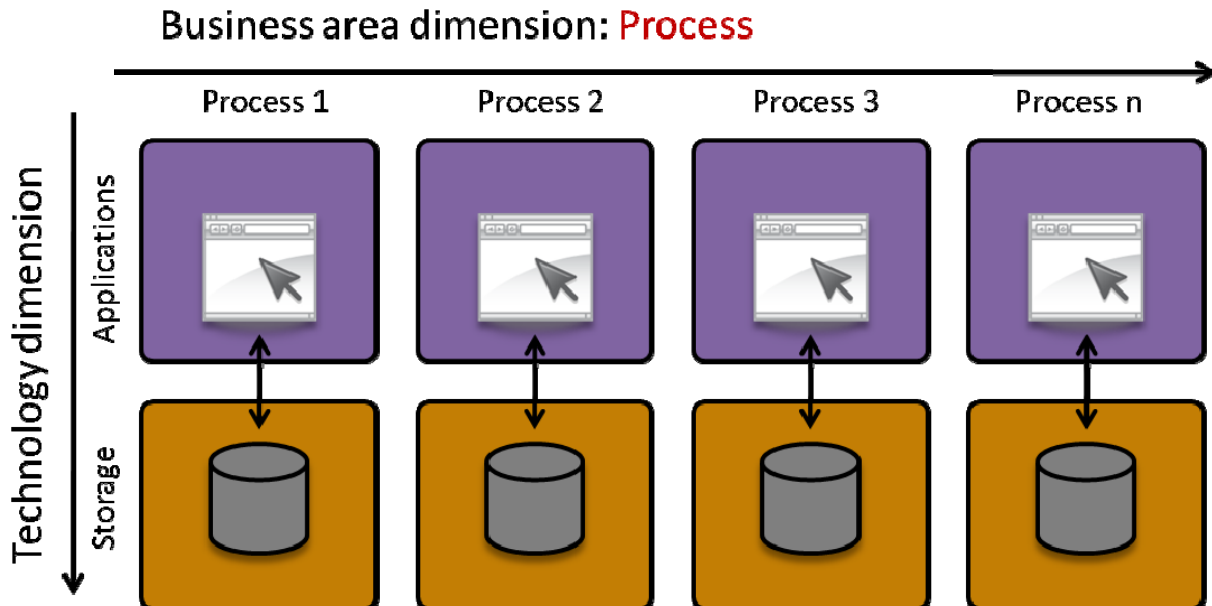 Business area dimension: Process
Process 1
Process 2
Process 3
Process n
Technology dimension
Applications
Storage